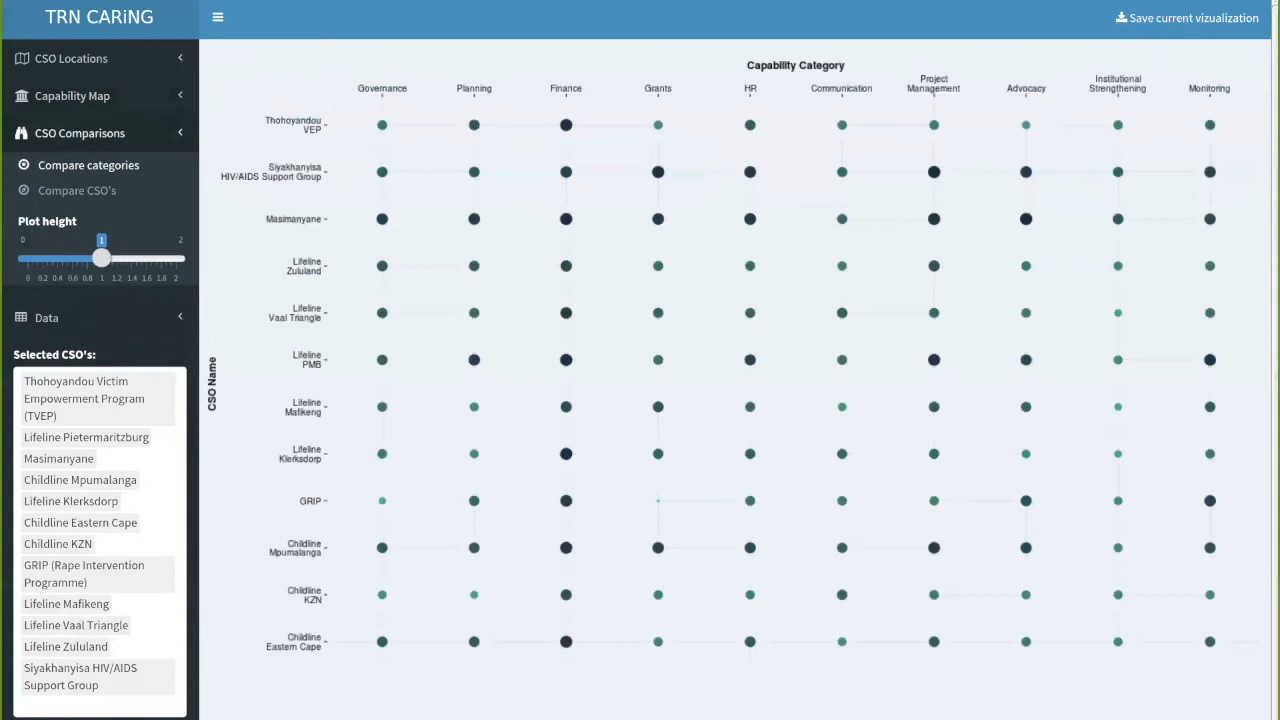 TRN CARiNG
Save current vizualization
CSO Locations
Capability Map
CSO Comparisons
Compare categories
Compare CSO's
Plot height
0 2
1
0 0.2 0.4 0.6 0.8 1 1.2 1.4 1.6 1.8 2
Data
Selected CSO's:
Thohoyandou Victim
Empowerment Program
(TVEP)
Lifeline Pietermaritzburg
Masimanyane
Childline Mpumalanga
Lifeline Klerksdorp
Childline Eastern Cape
Childline KZN
GRIP (Rape Intervention
Programme)
Lifeline Mafikeng
Lifeline Vaal Triangle
Lifeline Zululand
Siyakhanyisa HIV/AIDS
Support Group
Capability Category
Governance Planning Finance Grants HR Communication Project Management Advocacy Institutional Strengthening Monitoring
CSO Name
Thohoyandou
VEP
Siyakhanyisa
HIV/AIDS Support Group
Masimanyane
Lifeline
Zululand
Lifeline
Vaal Triangle
Lifeline
PMB
Lifeline
Mafikeng
Lifeline
Klerksdorp
GRIP
Childline
Mpumalanga
Childline
KZN
Childline
Eastern Cape